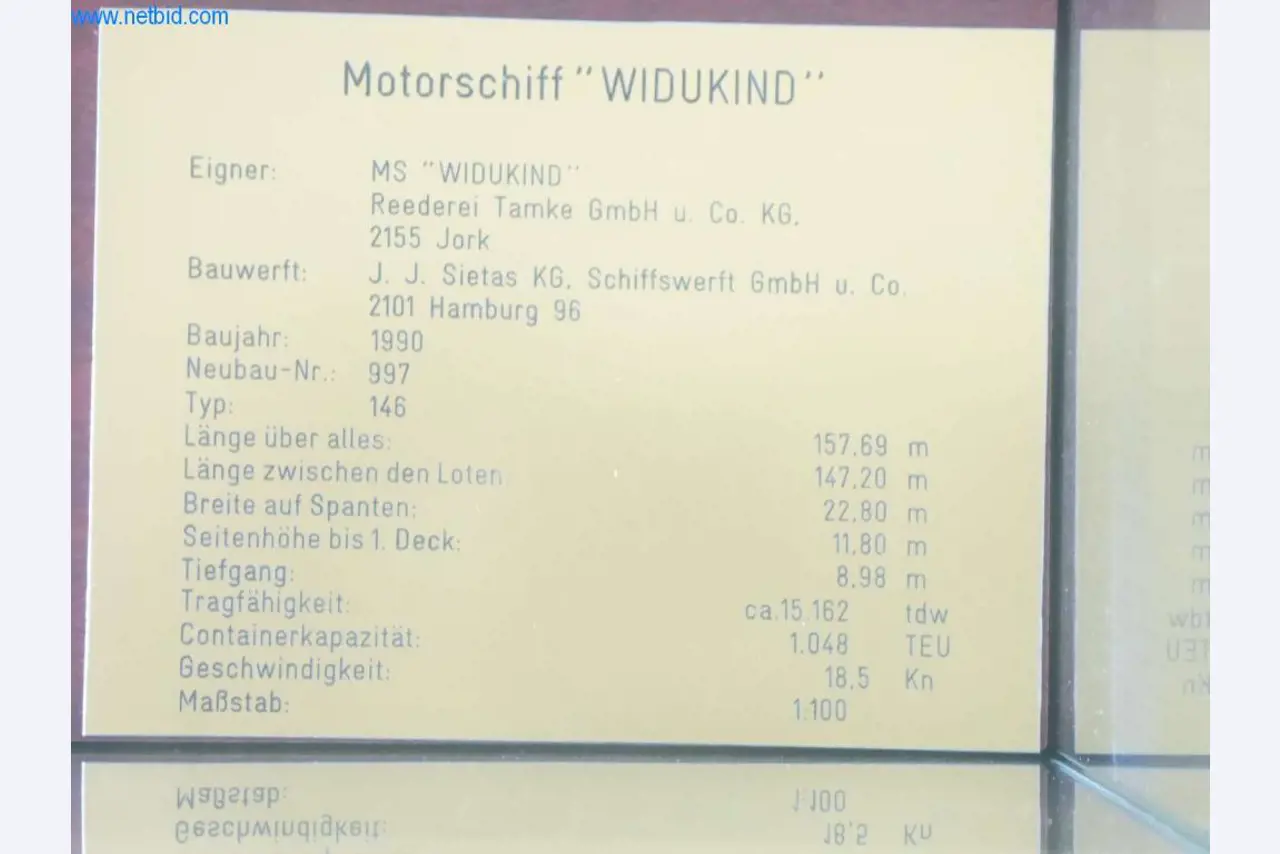 www.netbid.com
Motorschiff "WIDUKIND"
Eigner: MS "WIDUKIND"
Reederei Tamke GmbH u. Co. KG.
2155 Jork
Bauwerft: J. J. Sietas KG. Schiffswerft GmbH u. Co.
2101 Hamburg 96
Baujahr: 1990
Neubau-Nr.: 997
Typ: 146
Länge über alles: 157.69 m
Länge zwischen den Loten 147.20 m
Breite auf Spanten: 22.80 m
Seitenhöhe bis 1. Deck: 11.80 m
Tiefgang: 8.98 m
Tragfähigkeit: ca.15.162 tdw
Containerkapazität: 1.048 TEU
Geschwindigkeit: 18.5 Kn
Maßstab: 1:100